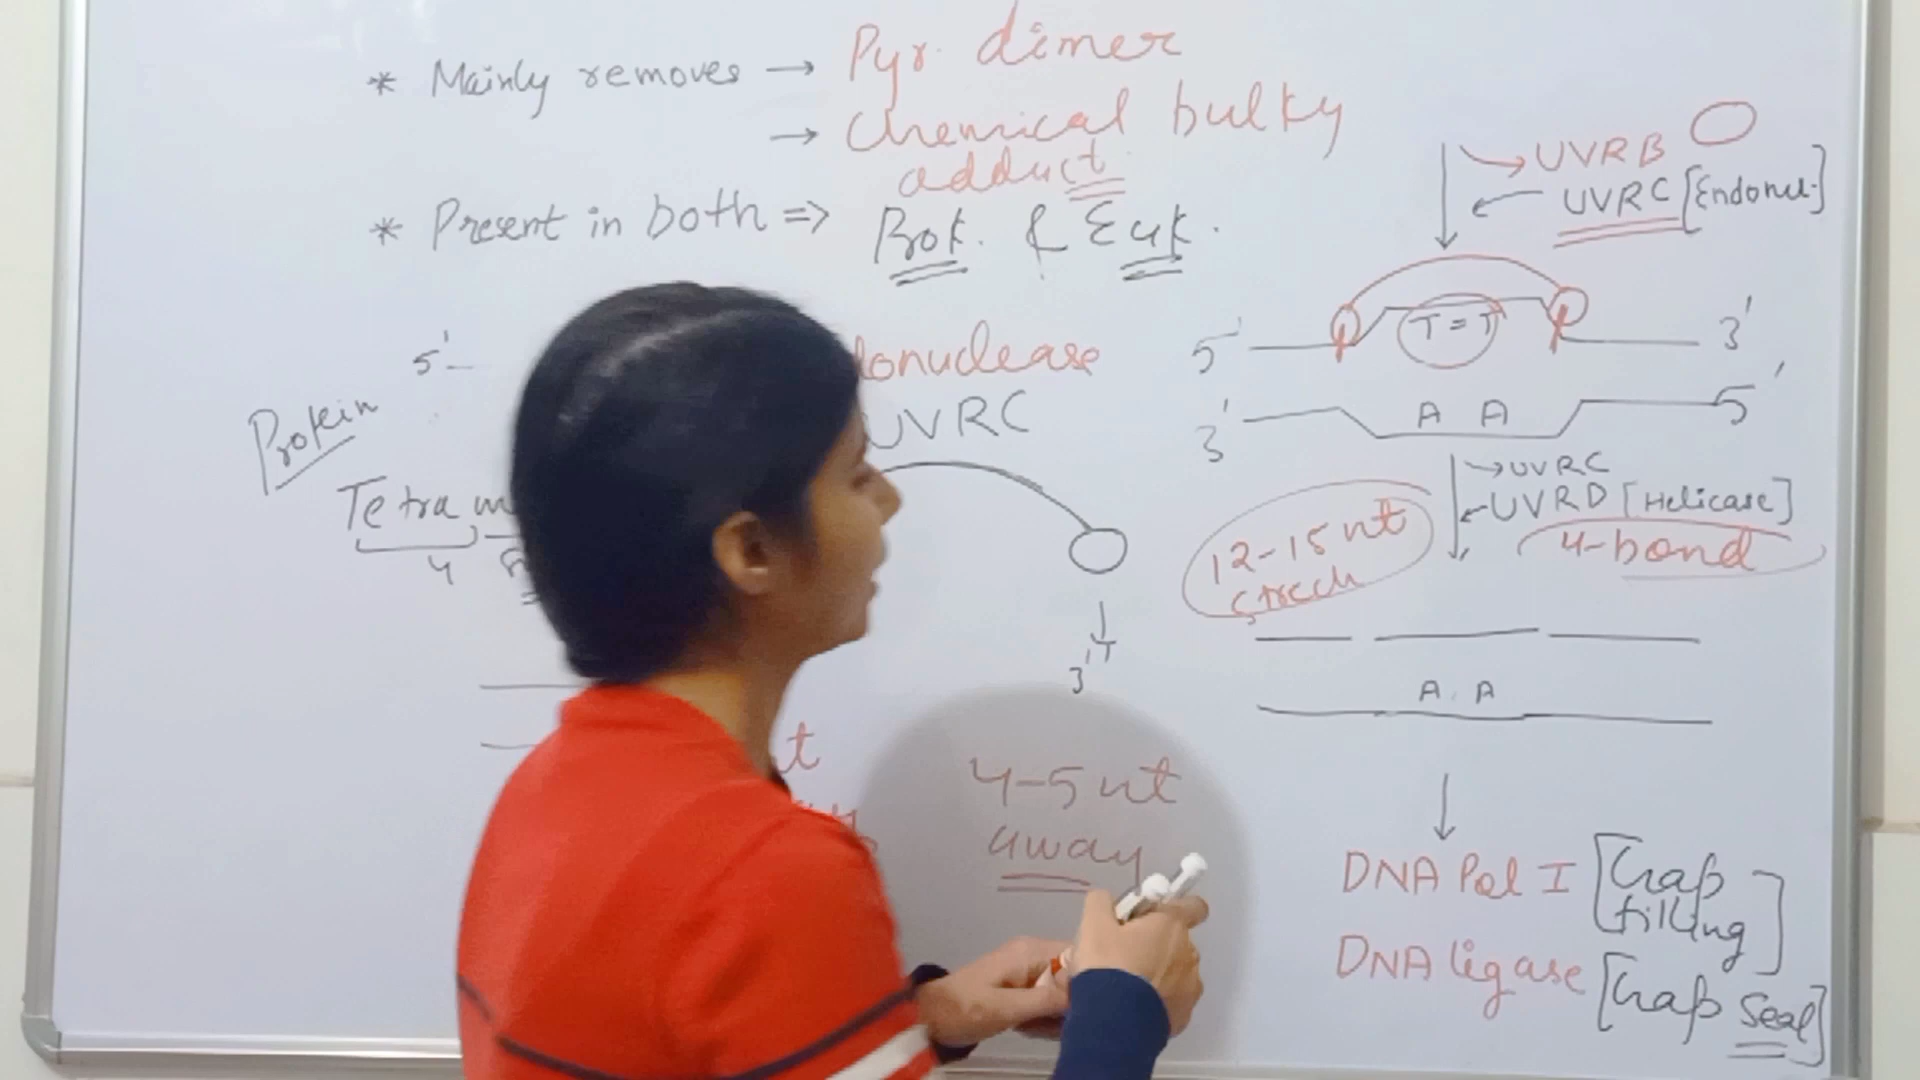 * Mainly removes → Pyr. dimer
→ Chemical bulky
adduct
* Present in both => Prok. & Euk.
5'
donuclease
UVRC
Protein
Tetra
4
3'
t
4-5 nt
away
→ UVRB
UVRC [Endonu.]
5' T=T 3'
3' A A 5'
→ UVRC
← UVRD [Helicase]
4-bond
12-15 nt
A. A
DNA Pol I [Gap
filling]
DNA ligase [Gap Seal]